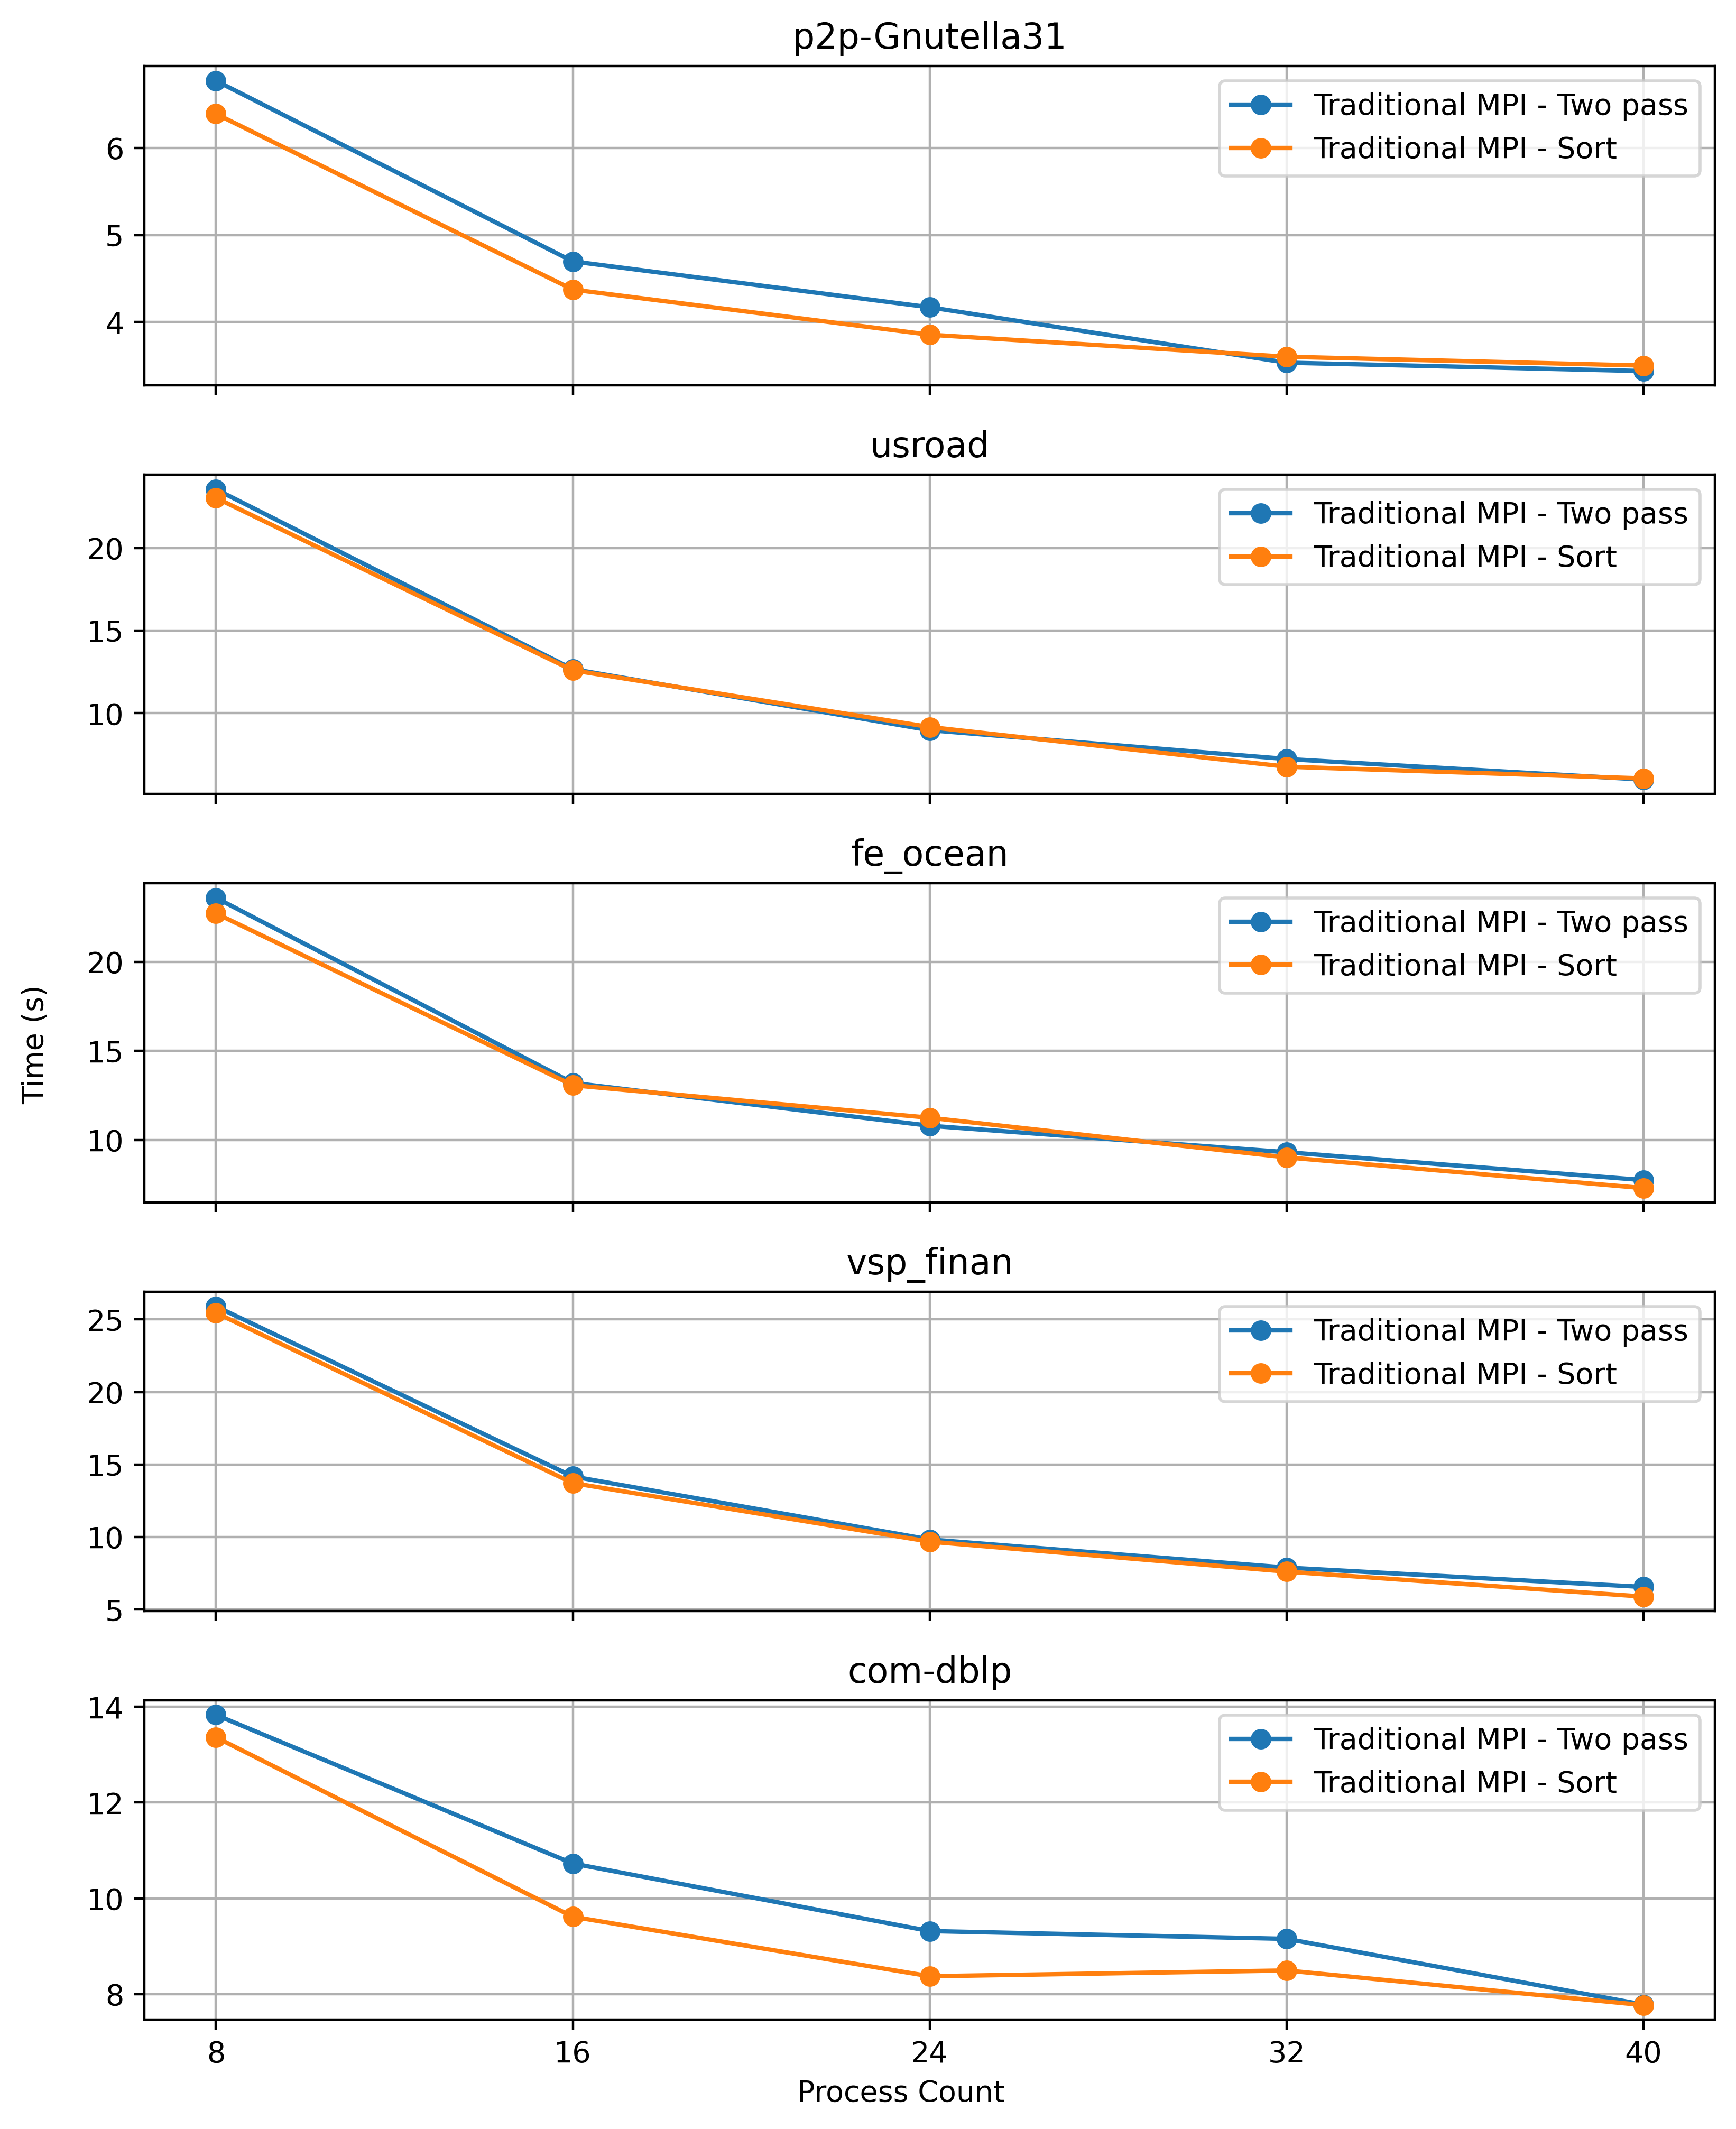 p2p-Gnutella31
Traditional MPI - Two pass
Traditional MPI - Sort
6
5
4
usroad
Traditional MPI - Two pass
Traditional MPI - Sort
20
15
10
fe_ocean
Traditional MPI - Two pass
Traditional MPI - Sort
20
15
10
Time (s)
vsp_finan
Traditional MPI - Two pass
Traditional MPI - Sort
25
20
15
10
5
com-dblp
Traditional MPI - Two pass
Traditional MPI - Sort
14
12
10
8
8 16 24 32 40
Process Count